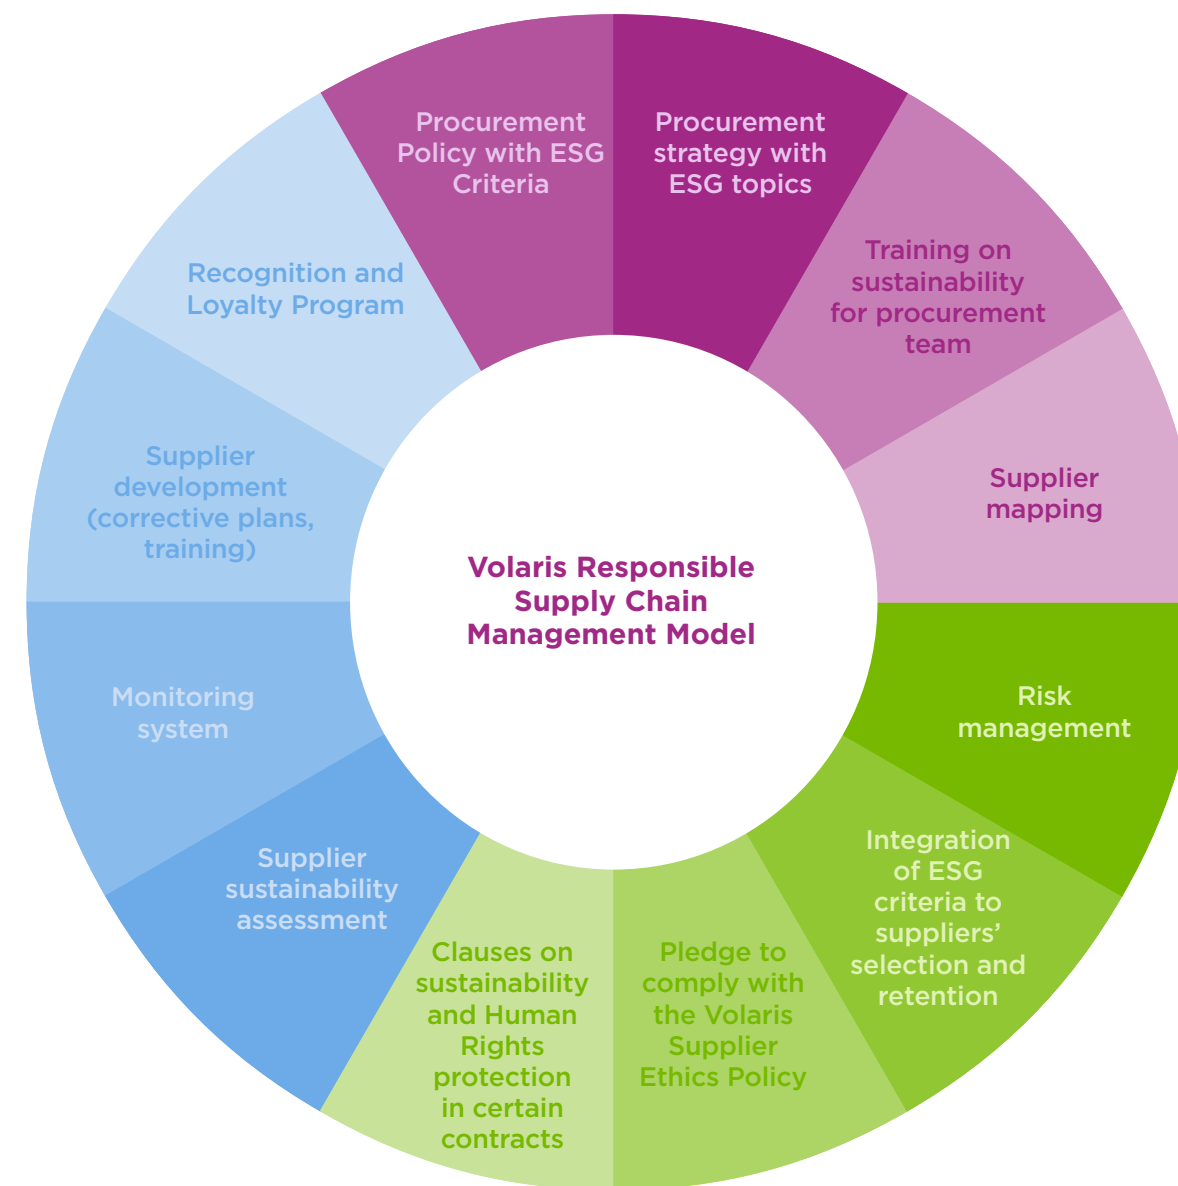 Procurement
Policy with ESG
Criteria
Procurement
strategy with
ESG topics
Training on
sustainability
for procurement
team
Supplier
mapping
Risk
management
Integration
of ESG
criteria to
suppliers’
selection and
retention
Pledge to
comply with
the Volaris
Supplier
Ethics Policy
Clauses on
sustainability
and Human
Rights
protection
in certain
contracts
Supplier
sustainability
assessment
Monitoring
system
Supplier
development
(corrective plans,
training)
Recognition and
Loyalty Program
Volaris Responsible
Supply Chain
Management Model